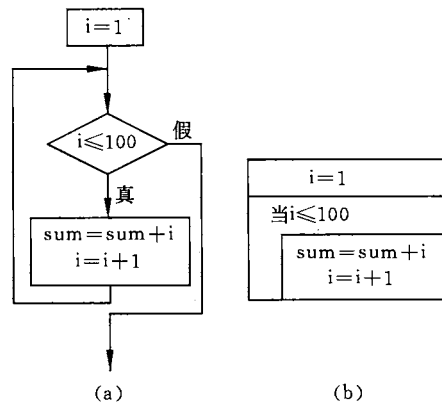 i=1
i≤100
假
真
sum=sum+i
i=i+1
(a)
i=1
当i≤100
sum=sum+i
i=i+1
(b)